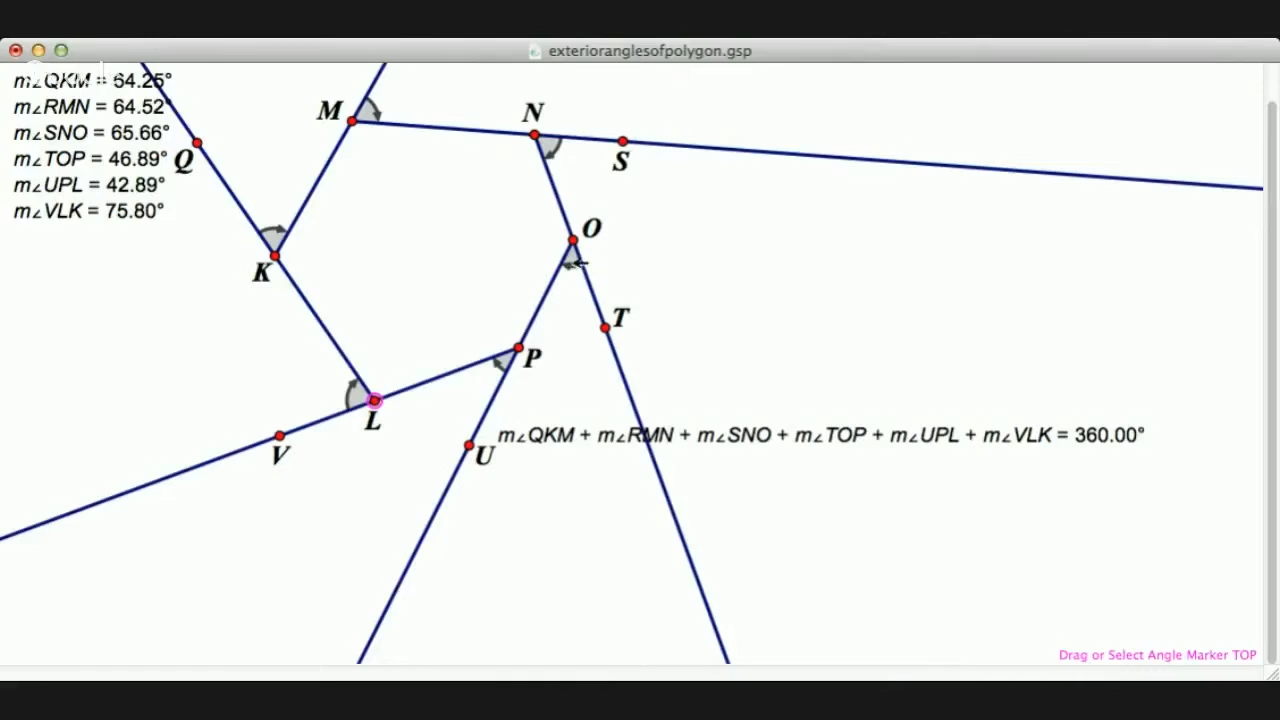 exterioranglesofpolygon.gsp
m∠QKM = 64.25°
m∠RMN = 64.52°
m∠SNO = 65.66°
m∠TOP = 46.89°
m∠UPL = 42.89°
m∠VLK = 75.80°
M
N
Q
S
O
K
T
P
L
V
U
m∠QKM + m∠RMN + m∠SNO + m∠TOP + m∠UPL + m∠VLK = 360.00°
Drag or Select Angle Marker TOP